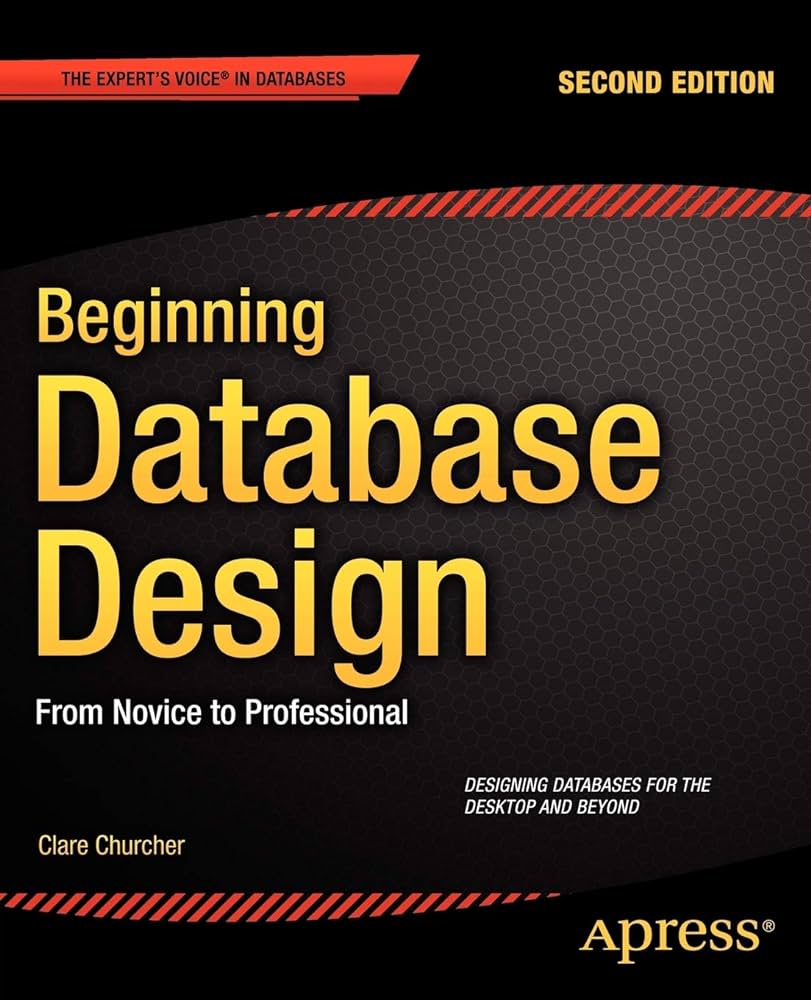 THE EXPERT'S VOICE® IN DATABASES
SECOND EDITION
Beginning
Database
Design
From Novice to Professional
DESIGNING DATABASES FOR THE
DESKTOP AND BEYOND
Clare Churcher
Apress®